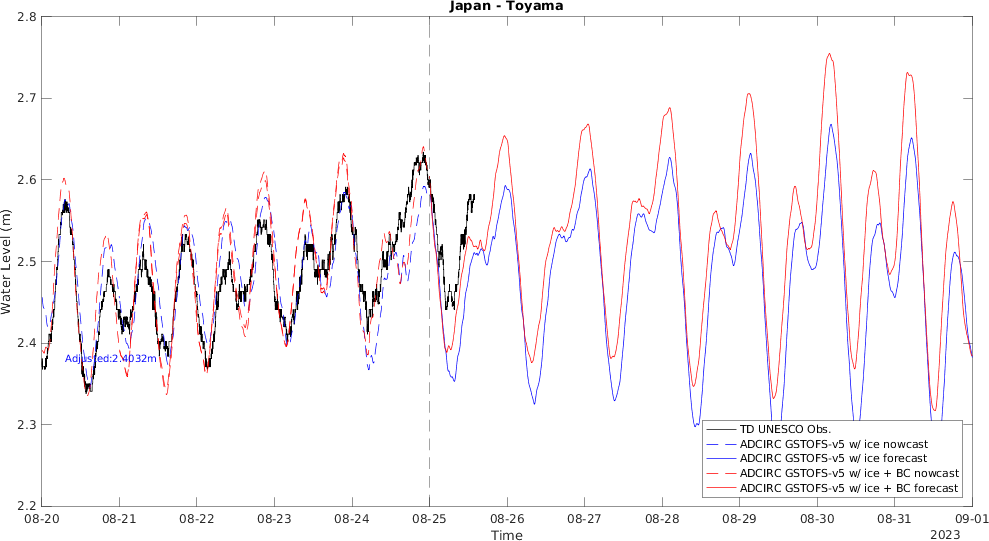 Japan - Toyama
2.8
2.7
2.6
2.5
2.4
2.3
2.2
Water Level (m)
Adjusted:2.4032m
TD UNESCO Obs.
ADCIRC GSTOFS-v5 w/ ice nowcast
ADCIRC GSTOFS-v5 w/ ice forecast
ADCIRC GSTOFS-v5 w/ ice + BC nowcast
ADCIRC GSTOFS-v5 w/ ice + BC forecast
08-20 08-21 08-22 08-23 08-24 08-25 08-26 08-27 08-28 08-29 08-30 08-31 09-01
Time
2023